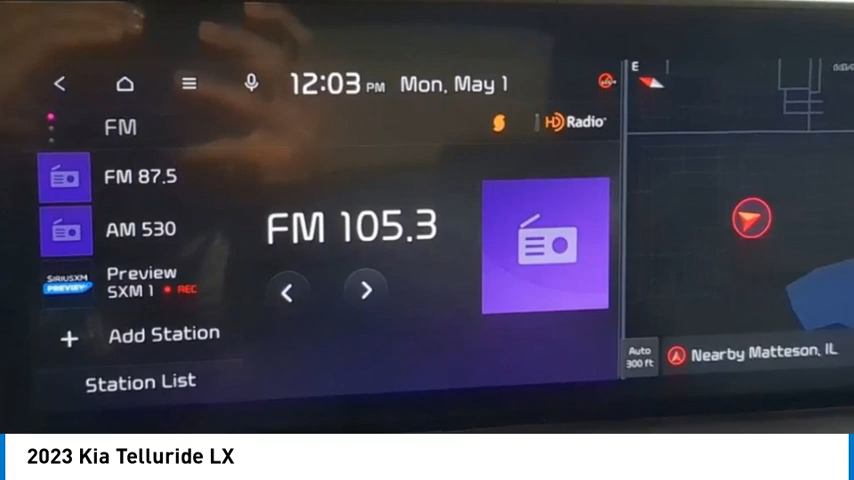 12:03 PM Mon, May 1
E
FM
HD Radio
FM 87.5
AM 530
FM 105.3
SIRIUSXM
PREVIEW
Preview
SXM 1 • REC
+ Add Station
Station List
Auto
300 ft
Nearby Matteson, IL
2023 Kia Telluride LX